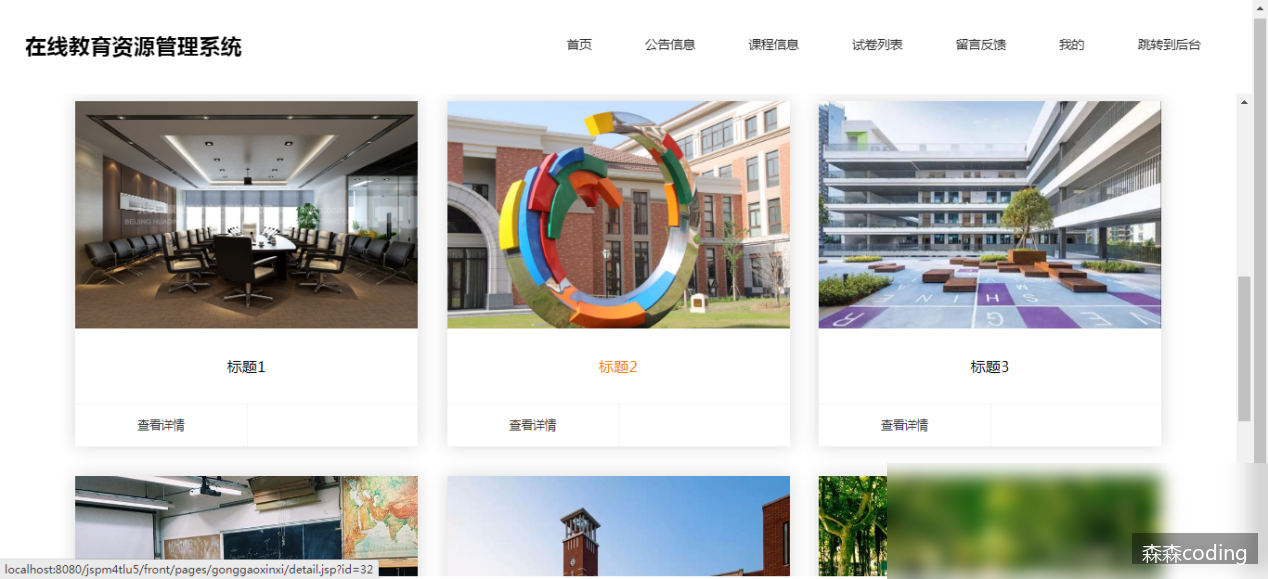 在线教育资源管理系统
首页 公告信息 课程信息 试卷列表 留言反馈 我的 跳转到后台
标题1 标题2 标题3
查看详情 查看详情 查看详情
localhost:8080/jspm4tlu5/front/pages/gonggaoxinxi/detail.jsp?id=32
森森coding